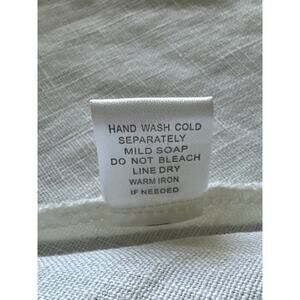 HAND WASH COLD
SEPARATELY
MILD SOAP
DO NOT BLEACH
LINE DRY
WARM IRON
IF NEEDED